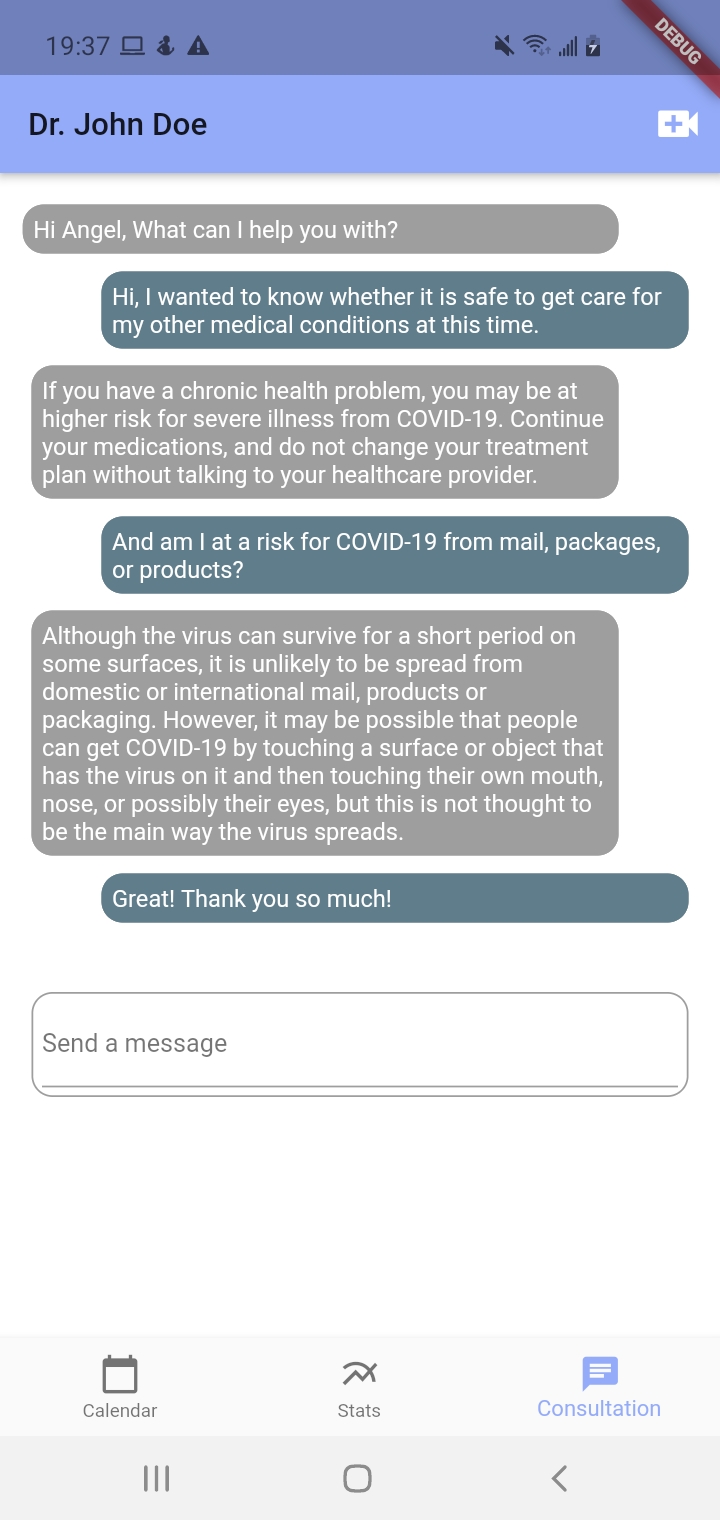 19:37
DEBUG
Dr. John Doe
Hi Angel, What can I help you with?
Hi, I wanted to know whether it is safe to get care for
my other medical conditions at this time.
If you have a chronic health problem, you may be at
higher risk for severe illness from COVID-19. Continue
your medications, and do not change your treatment
plan without talking to your healthcare provider.
And am I at a risk for COVID-19 from mail, packages,
or products?
Although the virus can survive for a short period on
some surfaces, it is unlikely to be spread from
domestic or international mail, products or
packaging. However, it may be possible that people
can get COVID-19 by touching a surface or object that
has the virus on it and then touching their own mouth,
nose, or possibly their eyes, but this is not thought to
be the main way the virus spreads.
Great! Thank you so much!
Send a message
Calendar
Stats
Consultation